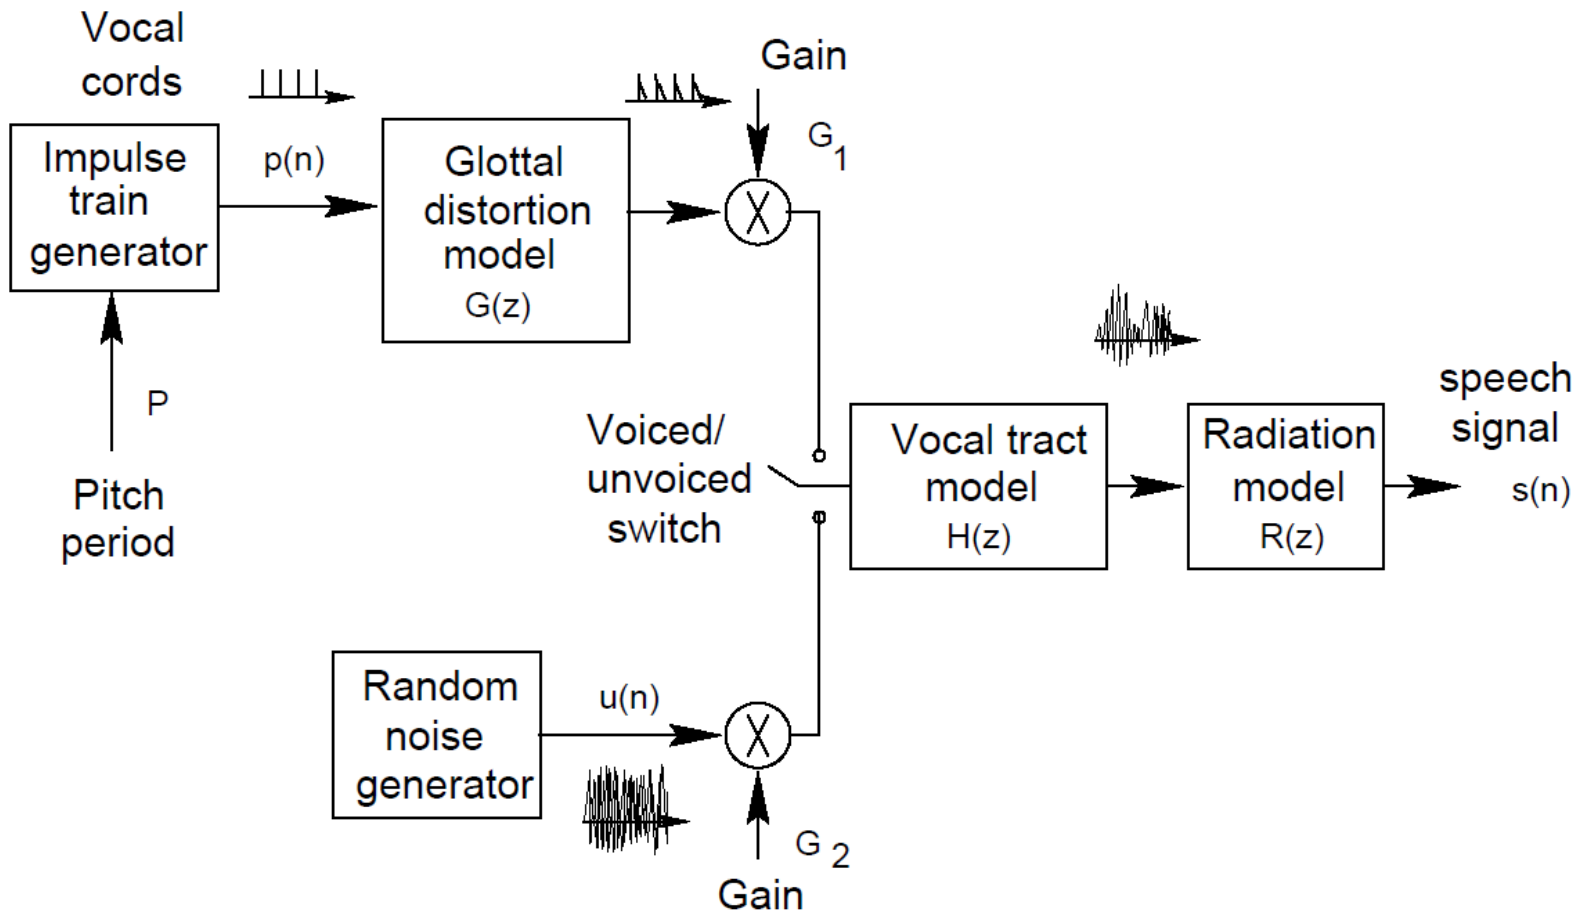 Vocal
cords
Impulse
train
generator
p(n)
Glottal
distortion
model
G(z)
Gain
G1
X
P
Pitch
period
Voiced/
unvoiced
switch
Vocal tract
model
H(z)
Radiation
model
R(z)
speech
signal
s(n)
Random
noise
generator
u(n)
X
G2
Gain